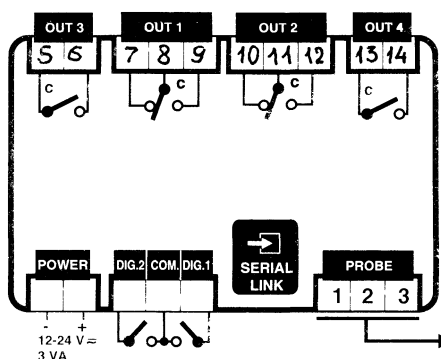 OUT 3 OUT 1 OUT 2 OUT 4
5 6 7 8 9 10 11 12 13 14
C C C C
POWER DIG.2 COM. DIG.1 SERIAL LINK PROBE
1 2 3
- +
12-24 V⎓
3 VA